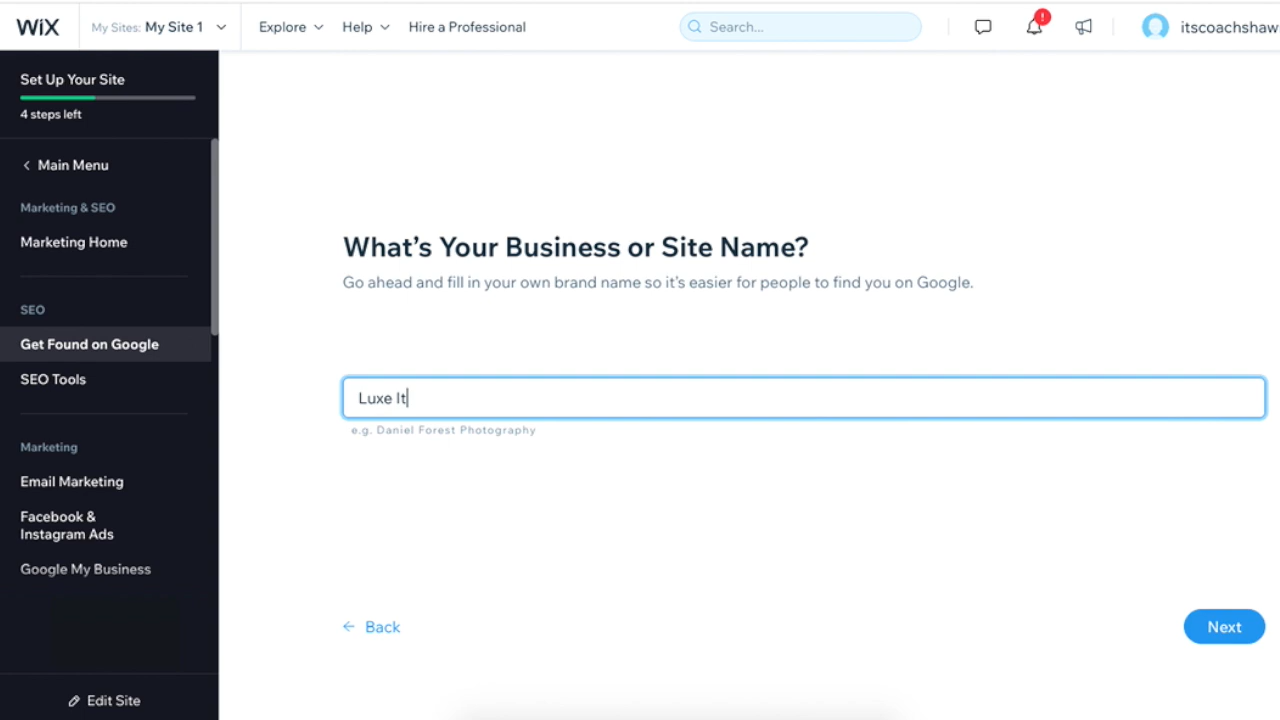 WiX
My Sites: My Site 1
Explore
Help
Hire a Professional
Search...
!
itscoachshaw
Set Up Your Site
4 steps left
Main Menu
Marketing & SEO
Marketing Home
SEO
Get Found on Google
SEO Tools
Marketing
Email Marketing
Facebook &
Instagram Ads
Google My Business
Edit Site
What's Your Business or Site Name?
Go ahead and fill in your own brand name so it's easier for people to find you on Google.
Luxe It
e.g. Daniel Forest Photography
Back
Next